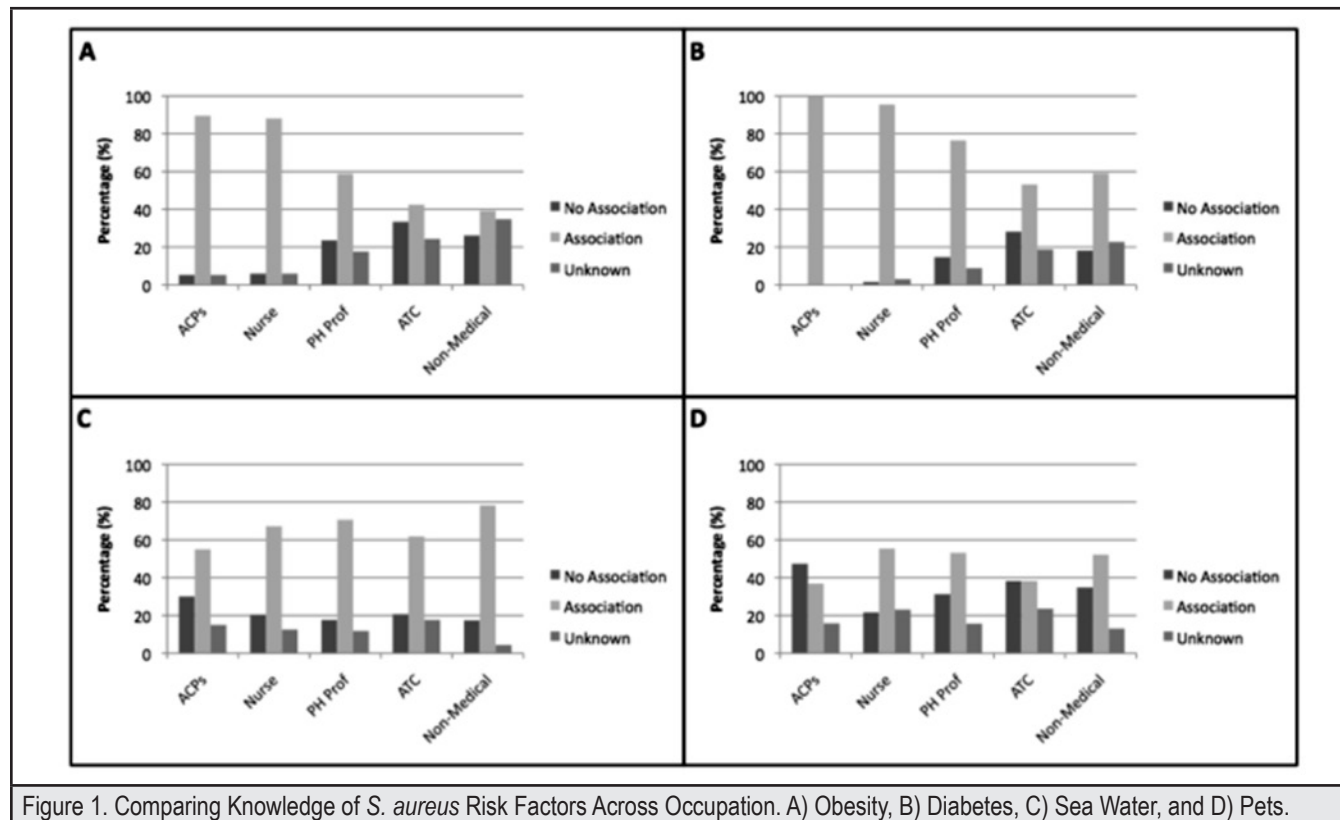 A
Percentage (%)
100
80
60
40
20
0
ACPs
Nurse
PH Prof
ATC
Non-Medical
No Association
Association
Unknown
B
Percentage (%)
100
80
60
40
20
0
ACPs
Nurse
PH Prof
ATC
Non-Medical
No Association
Association
Unknown
C
Percentage (%)
100
80
60
40
20
0
ACPs
Nurse
PH Prof
ATC
Non-Medical
No Association
Association
Unknown
D
Percentage (%)
100
80
60
40
20
0
ACPs
Nurse
PH Prof
ATC
Non-Medical
No Association
Association
Unknown
Figure 1. Comparing Knowledge of S. aureus Risk Factors Across Occupation. A) Obesity, B) Diabetes, C) Sea Water, and D) Pets.